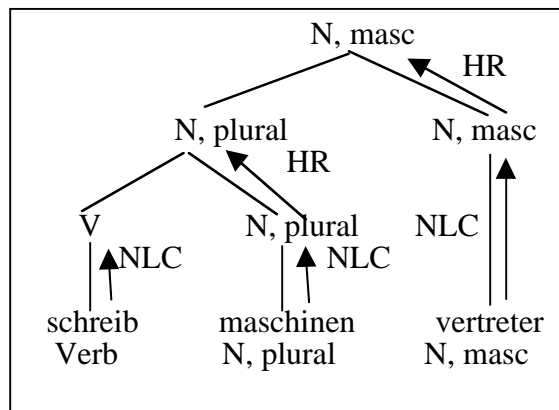 N, masc
HR
N, plural N, masc
HR
V N, plural NLC
NLC NLC
schreib maschinen vertreter
Verb N, plural N, masc